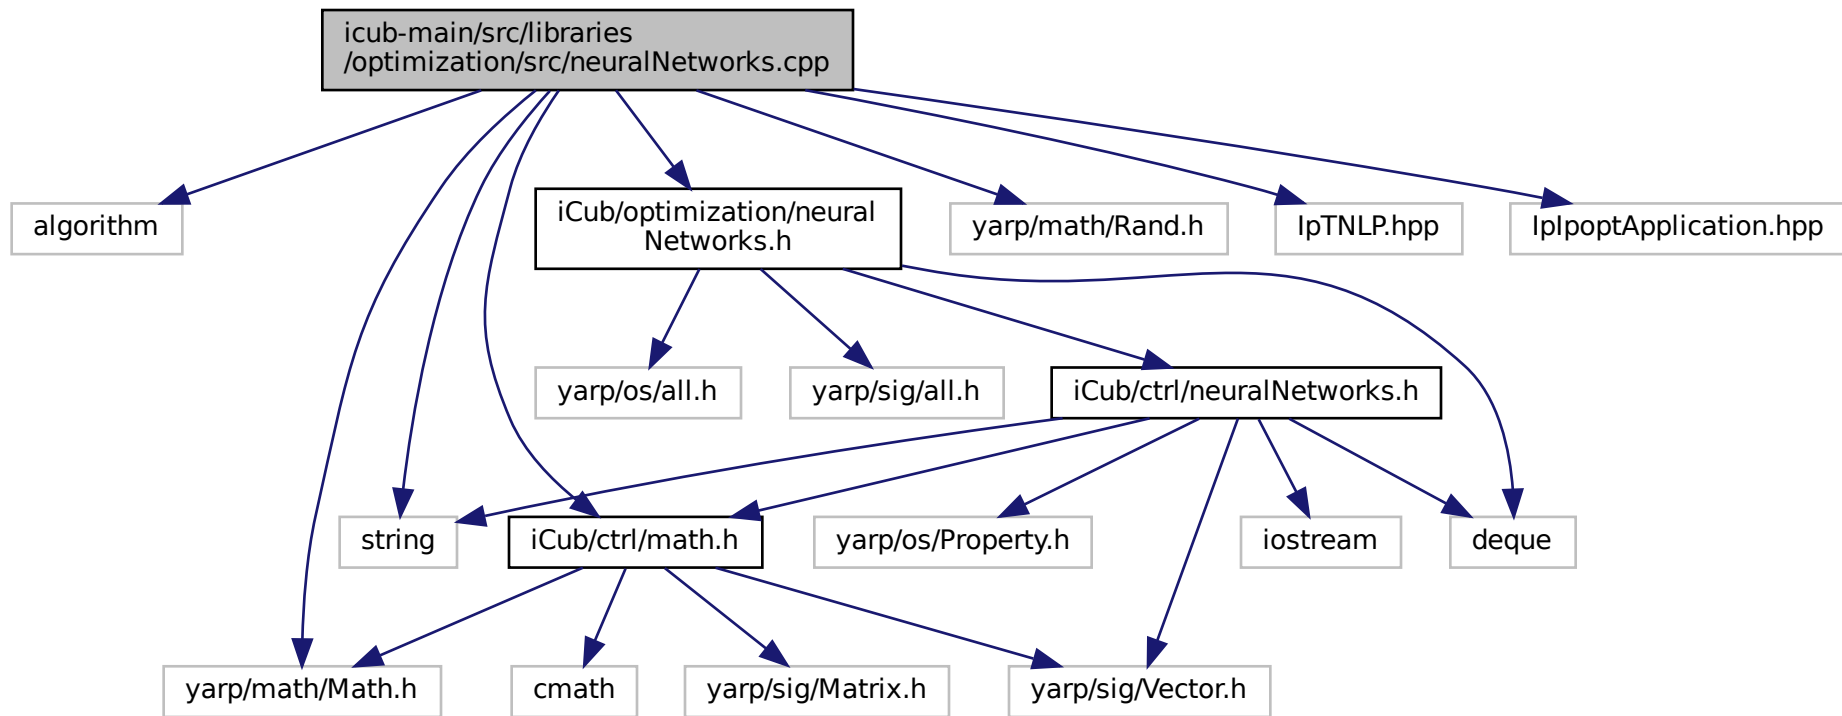 icub-main/src/libraries
/optimization/src/neuralNetworks.cpp
algorithm
iCub/optimization/neural
Networks.h
yarp/math/Rand.h
IpTNLP.hpp
IpIpoptApplication.hpp
yarp/os/all.h
yarp/sig/all.h
iCub/ctrl/neuralNetworks.h
string
iCub/ctrl/math.h
yarp/os/Property.h
iostream
deque
yarp/math/Math.h
cmath
yarp/sig/Matrix.h
yarp/sig/Vector.h